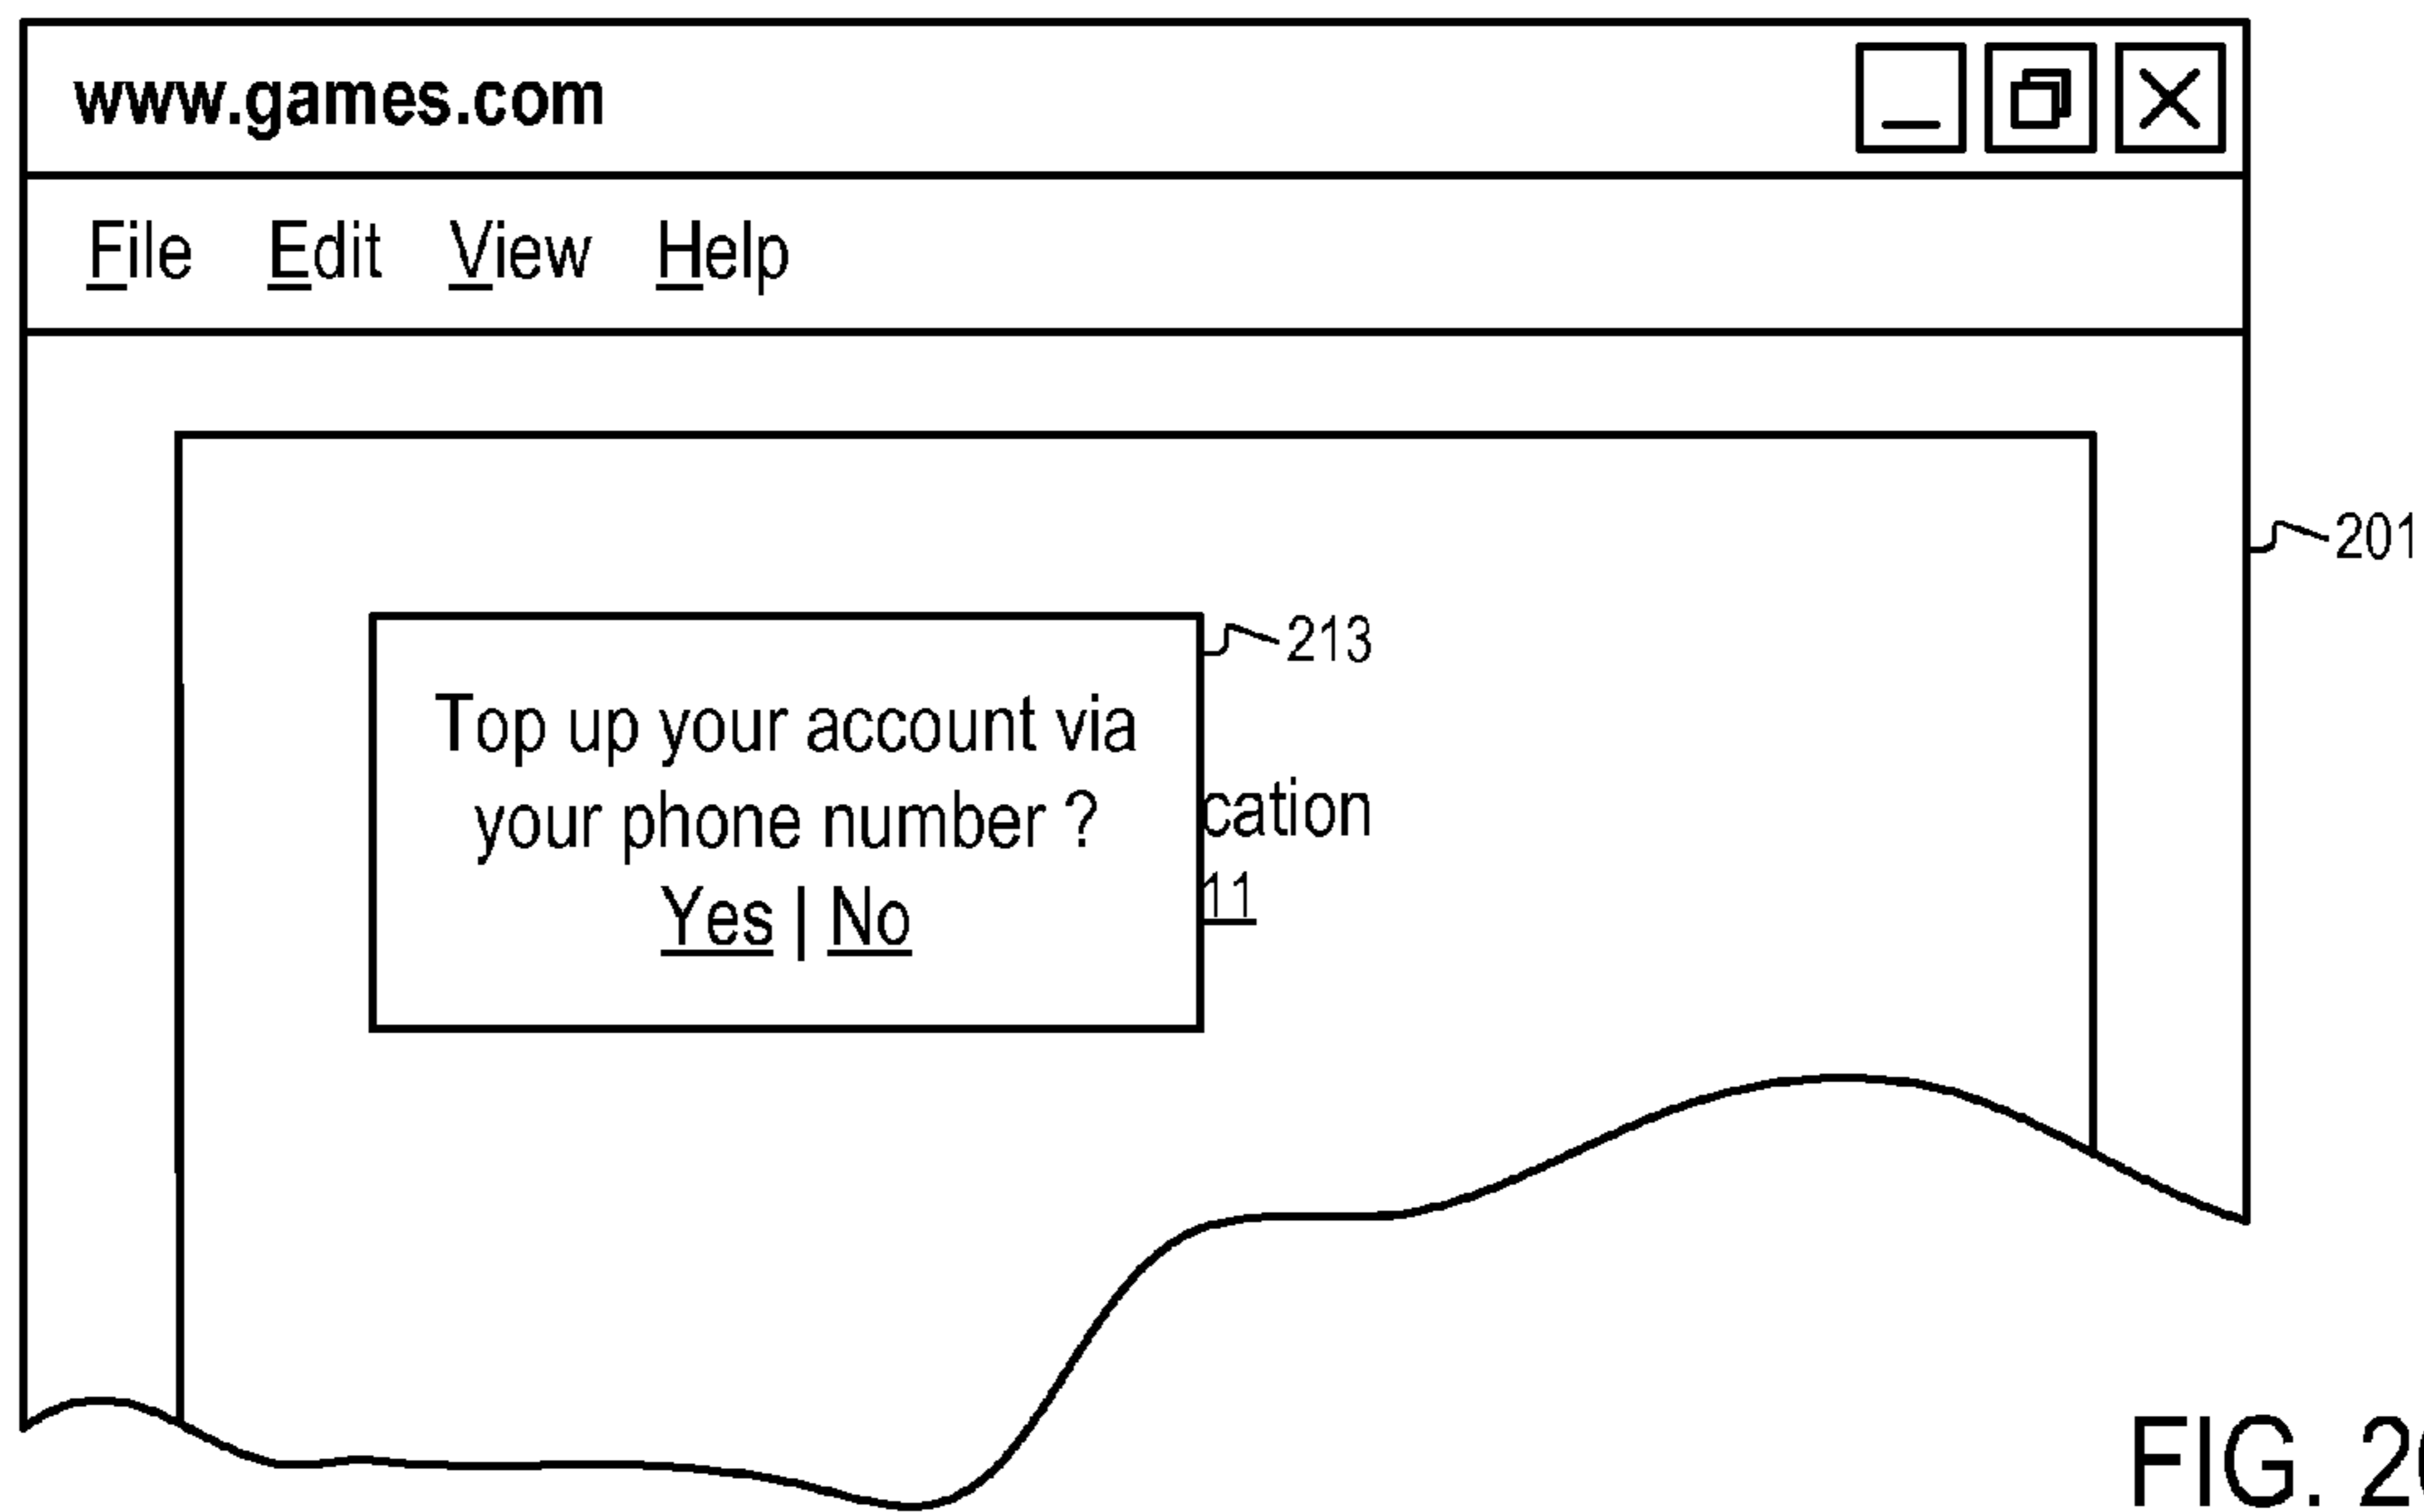 www.games.com
File Edit View Help
201
213
Top up your account via
your phone number ?
cation
Yes | No
11
FIG. 2